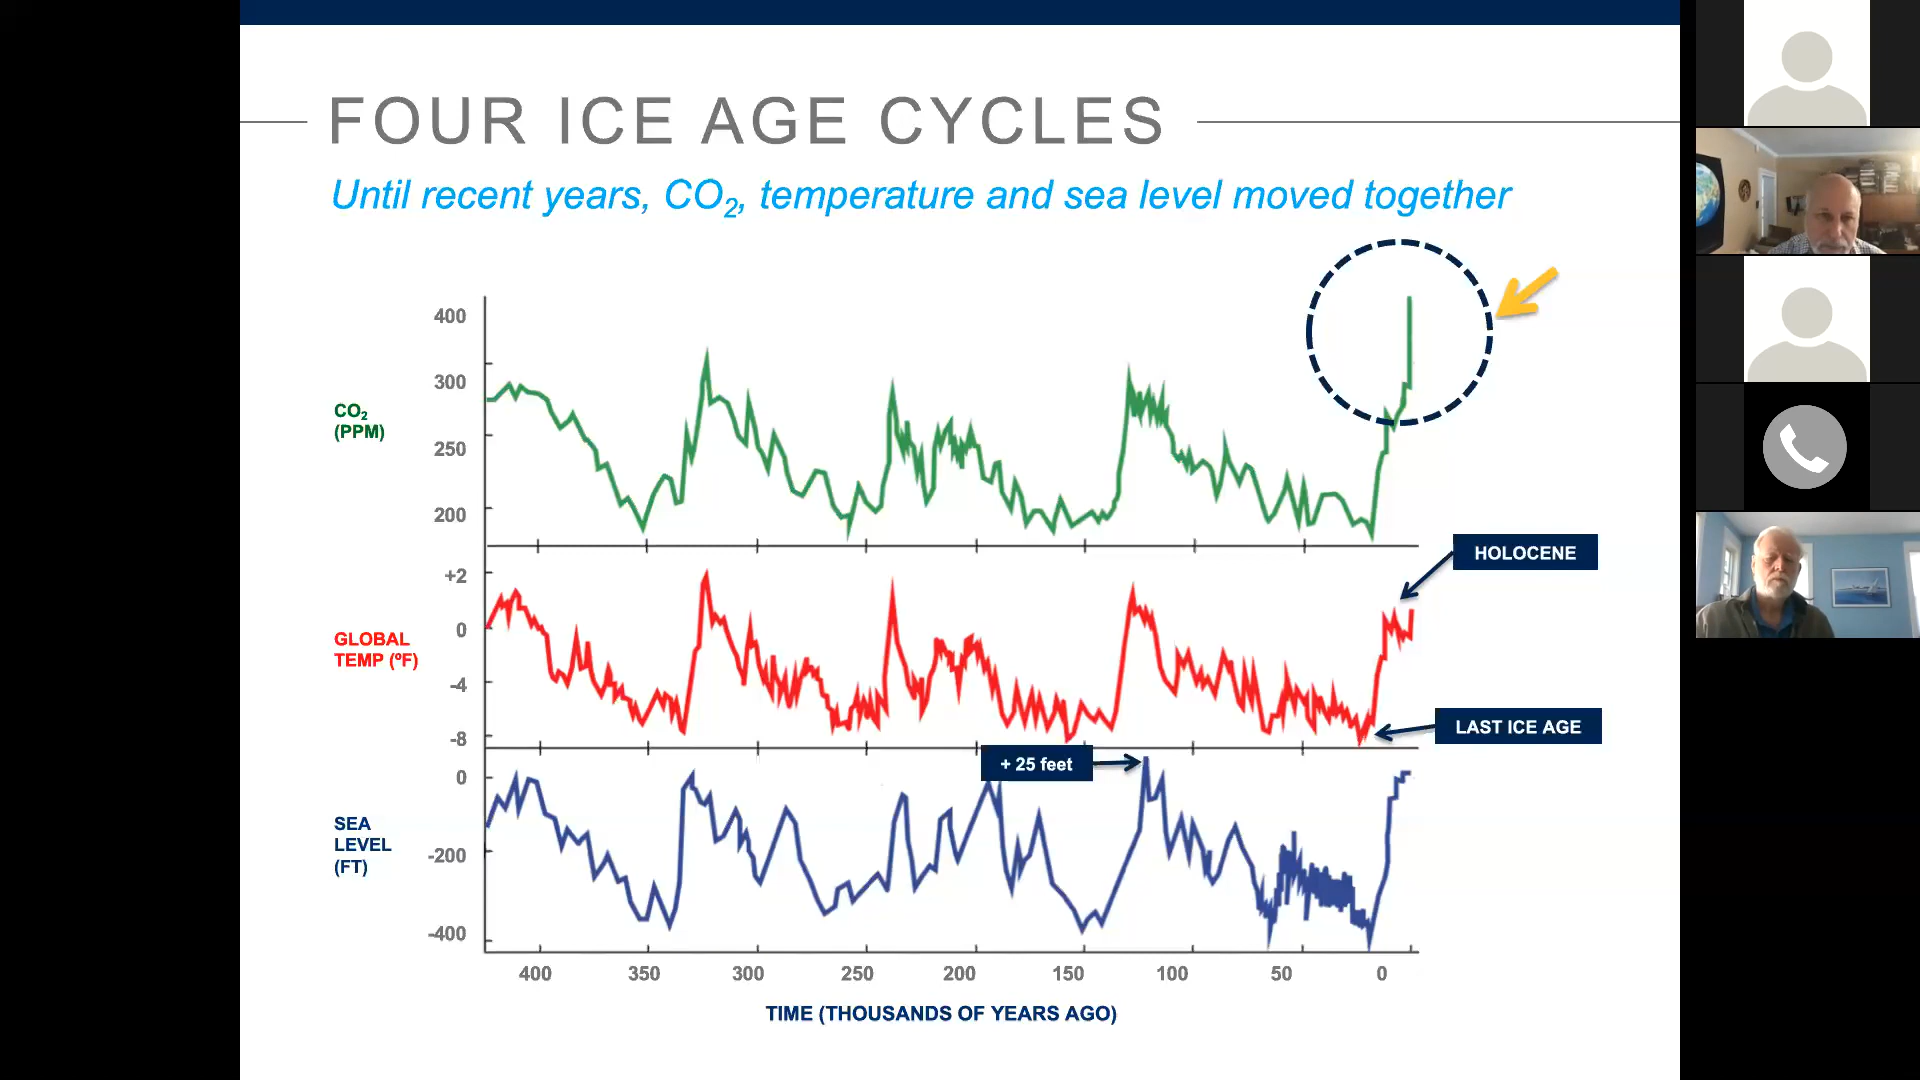 FOUR ICE AGE CYCLES
Until recent years, CO₂, temperature and sea level moved together
400
300
250
200
CO₂
(PPM)
HOLOCENE
+2
0
-4
-8
GLOBAL
TEMP (ºF)
LAST ICE AGE
+ 25 feet
0
-200
-400
SEA
LEVEL
(FT)
400 350 300 250 200 150 100 50 0
TIME (THOUSANDS OF YEARS AGO)